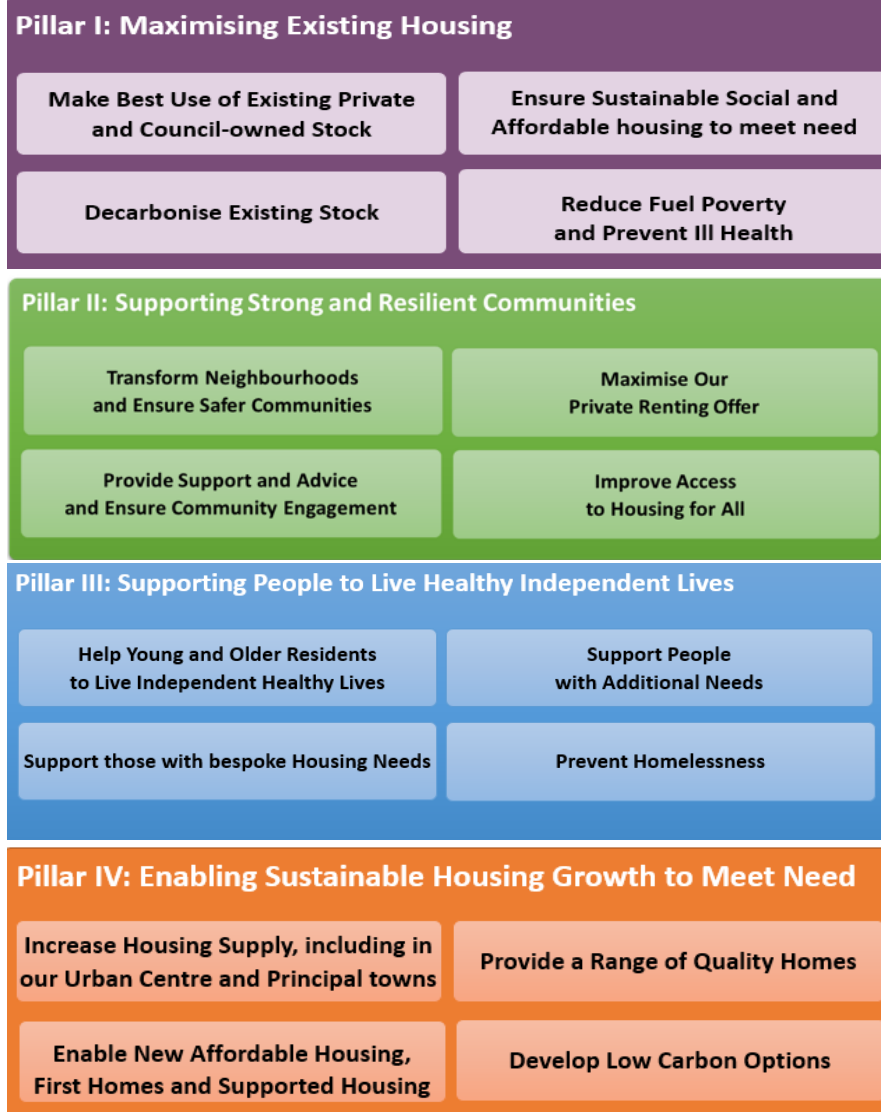 Pillar I: Maximising Existing Housing
Make Best Use of Existing Private
and Council-owned Stock
Ensure Sustainable Social and
Affordable housing to meet need
Decarbonise Existing Stock
Reduce Fuel Poverty
and Prevent Ill Health
Pillar II: Supporting Strong and Resilient Communities
Transform Neighbourhoods
and Ensure Safer Communities
Maximise Our
Private Renting Offer
Provide Support and Advice
and Ensure Community Engagement
Improve Access
to Housing for All
Pillar III: Supporting People to Live Healthy Independent Lives
Help Young and Older Residents
to Live Independent Healthy Lives
Support People
with Additional Needs
Support those with bespoke Housing Needs
Prevent Homelessness
Pillar IV: Enabling Sustainable Housing Growth to Meet Need
Increase Housing Supply, including in
our Urban Centre and Principal towns
Provide a Range of Quality Homes
Enable New Affordable Housing,
First Homes and Supported Housing
Develop Low Carbon Options